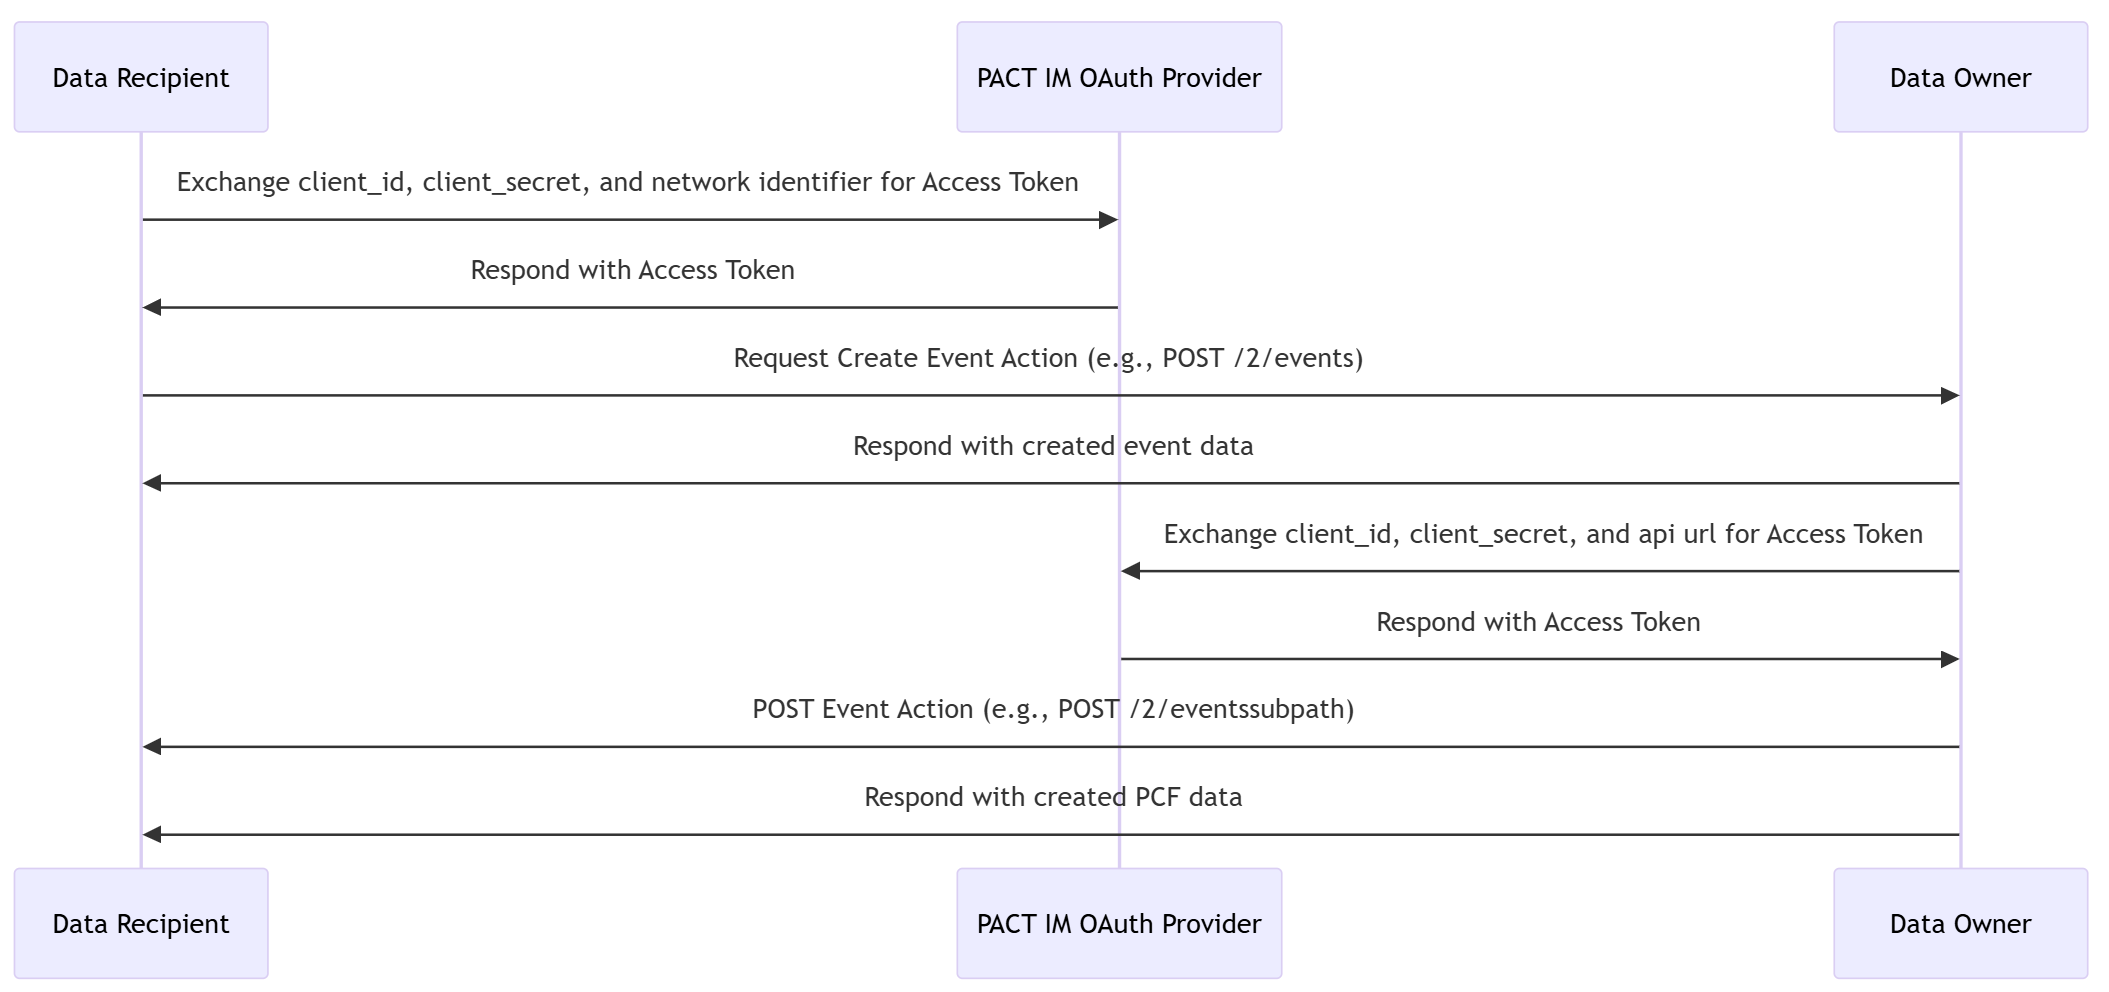 Data Recipient
PACT IM OAuth Provider
Data Owner
Exchange client_id, client_secret, and network identifier for Access Token
Respond with Access Token
Request Create Event Action (e.g., POST /2/events)
Respond with created event data
Exchange client_id, client_secret, and api url for Access Token
Respond with Access Token
POST Event Action (e.g., POST /2/eventssubpath)
Respond with created PCF data
Data Recipient
PACT IM OAuth Provider
Data Owner